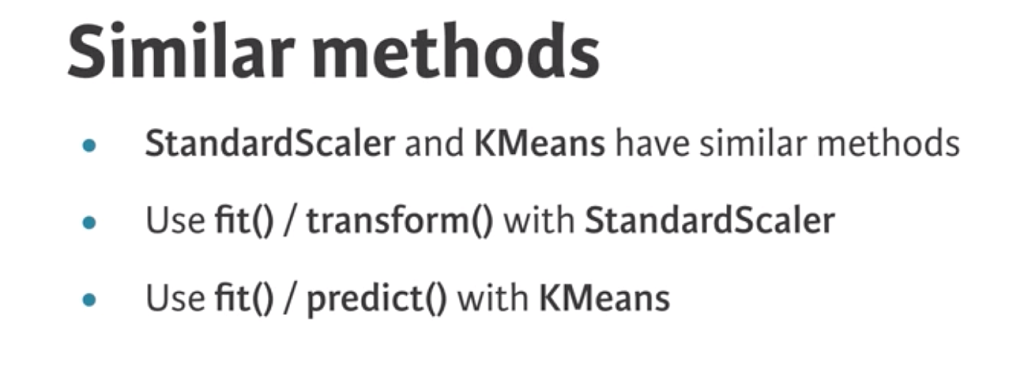 Similar methods
• StandardScaler and KMeans have similar methods
• Use fit() / transform() with StandardScaler
• Use fit() / predict() with KMeans